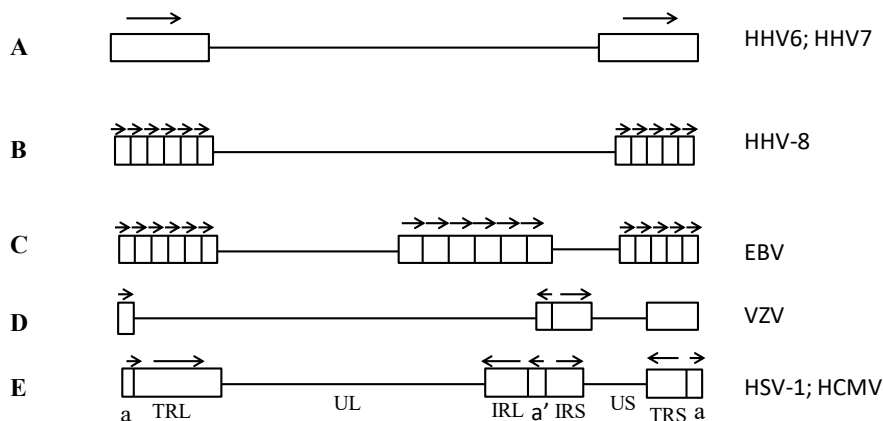 A HHV6; HHV7
B HHV-8
C EBV
D VZV
E HSV-1; HCMV
a TRL UL IRL a' IRS US TRS a